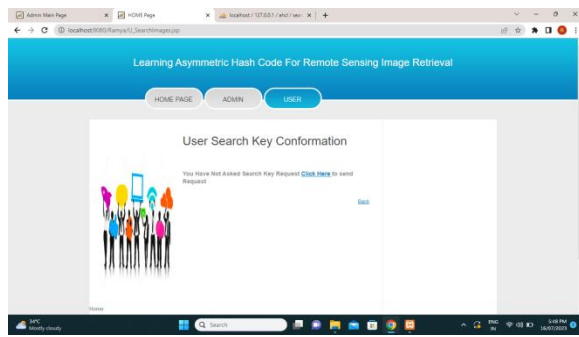 Admin Main Page
HOME Page
localhost / 127.0.0.1 / ahcl / sea
localhost:8080/Ramya/U_SearchImages.jsp
Learning Asymmetric Hash Code For Remote Sensing Image Retrieval
HOME PAGE
ADMIN
USER
User Search Key Conformation
You Have Not Asked Search Key Request Click Here to send
Request
Back
Home
34°C
Mostly cloudy
Search
ENG
IN
5:48 PM
16/07/2023